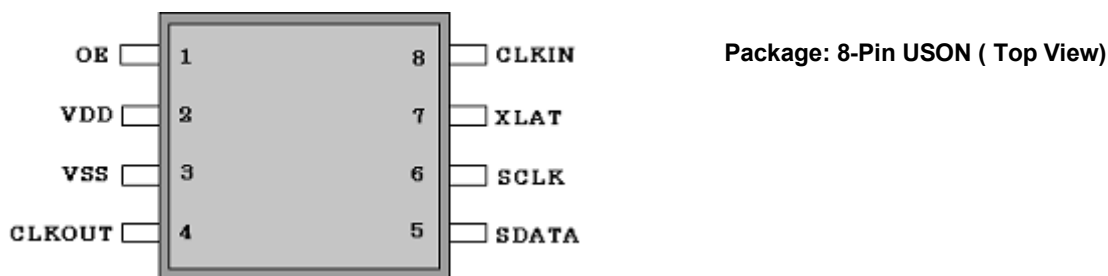 OE 1 8 CLKIN
VDD 2 7 XLAT
VSS 3 6 SCLK
CLKOUT 4 5 SDATA
Package: 8-Pin USON ( Top View)